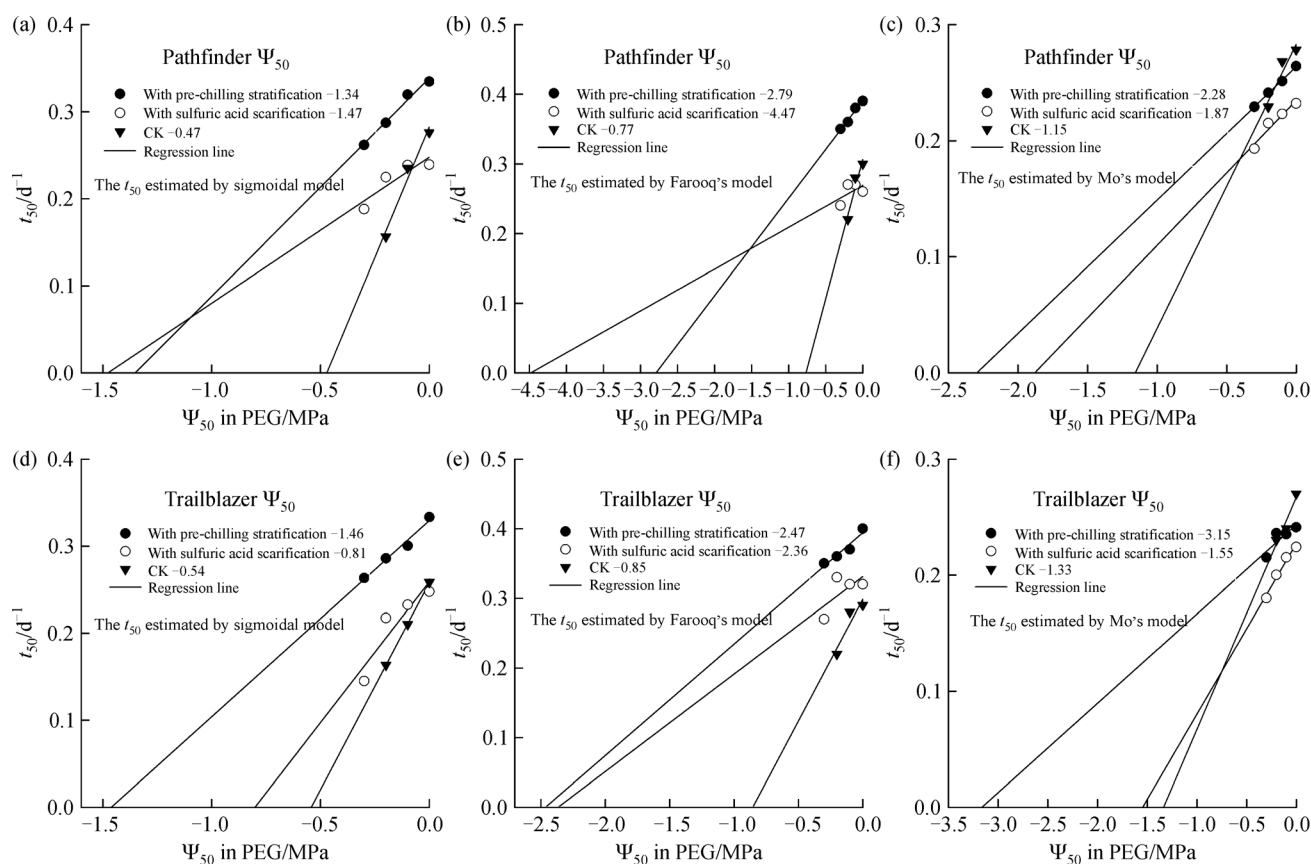 (a)
Pathfinder Ψ50
With pre-chilling stratification −1.34
With sulfuric acid scarification −1.47
CK −0.47
Regression line
The t50 estimated by sigmoidal model
t50/d−1
0.4
0.3
0.2
0.1
0.0
−1.5
−1.0
−0.5
0.0
Ψ50 in PEG/MPa
(b)
Pathfinder Ψ50
With pre-chilling stratification −2.79
With sulfuric acid scarification −4.47
CK −0.77
Regression line
The t50 estimated by Farooq's model
t50/d−1
0.5
0.4
0.3
0.2
0.1
0.0
−4.5
−4.0
−3.5
−3.0
−2.5
−2.0
−1.5
−1.0
−0.5
0.0
Ψ50 in PEG/MPa
(c)
Pathfinder Ψ50
With pre-chilling stratification −2.28
With sulfuric acid scarification −1.87
CK −1.15
Regression line
The t50 estimated by Mo's model
t50/d−1
0.3
0.2
0.1
0.0
−2.5
−2.0
−1.5
−1.0
−0.5
0.0
Ψ50 in PEG/MPa
(d)
Trailblazer Ψ50
With pre-chilling stratification −1.46
With sulfuric acid scarification −0.81
CK −0.54
Regression line
The t50 estimated by sigmoidal model
t50/d−1
0.4
0.3
0.2
0.1
0.0
−1.5
−1.0
−0.5
0.0
Ψ50 in PEG/MPa
(e)
Trailblazer Ψ50
With pre-chilling stratification −2.47
With sulfuric acid scarification −2.36
CK −0.85
Regression line
The t50 estimated by Farooq's model
t50/d−1
0.5
0.4
0.3
0.2
0.1
0.0
−2.5
−2.0
−1.5
−1.0
−0.5
0.0
Ψ50 in PEG/MPa
(f)
Trailblazer Ψ50
With pre-chilling stratification −3.15
With sulfuric acid scarification −1.55
CK −1.33
Regression line
The t50 estimated by Mo's model
t50/d−1
0.3
0.2
0.1
0.0
−3.5
−3.0
−2.5
−2.0
−1.5
−1.0
−0.5
0.0
Ψ50 in PEG/MPa